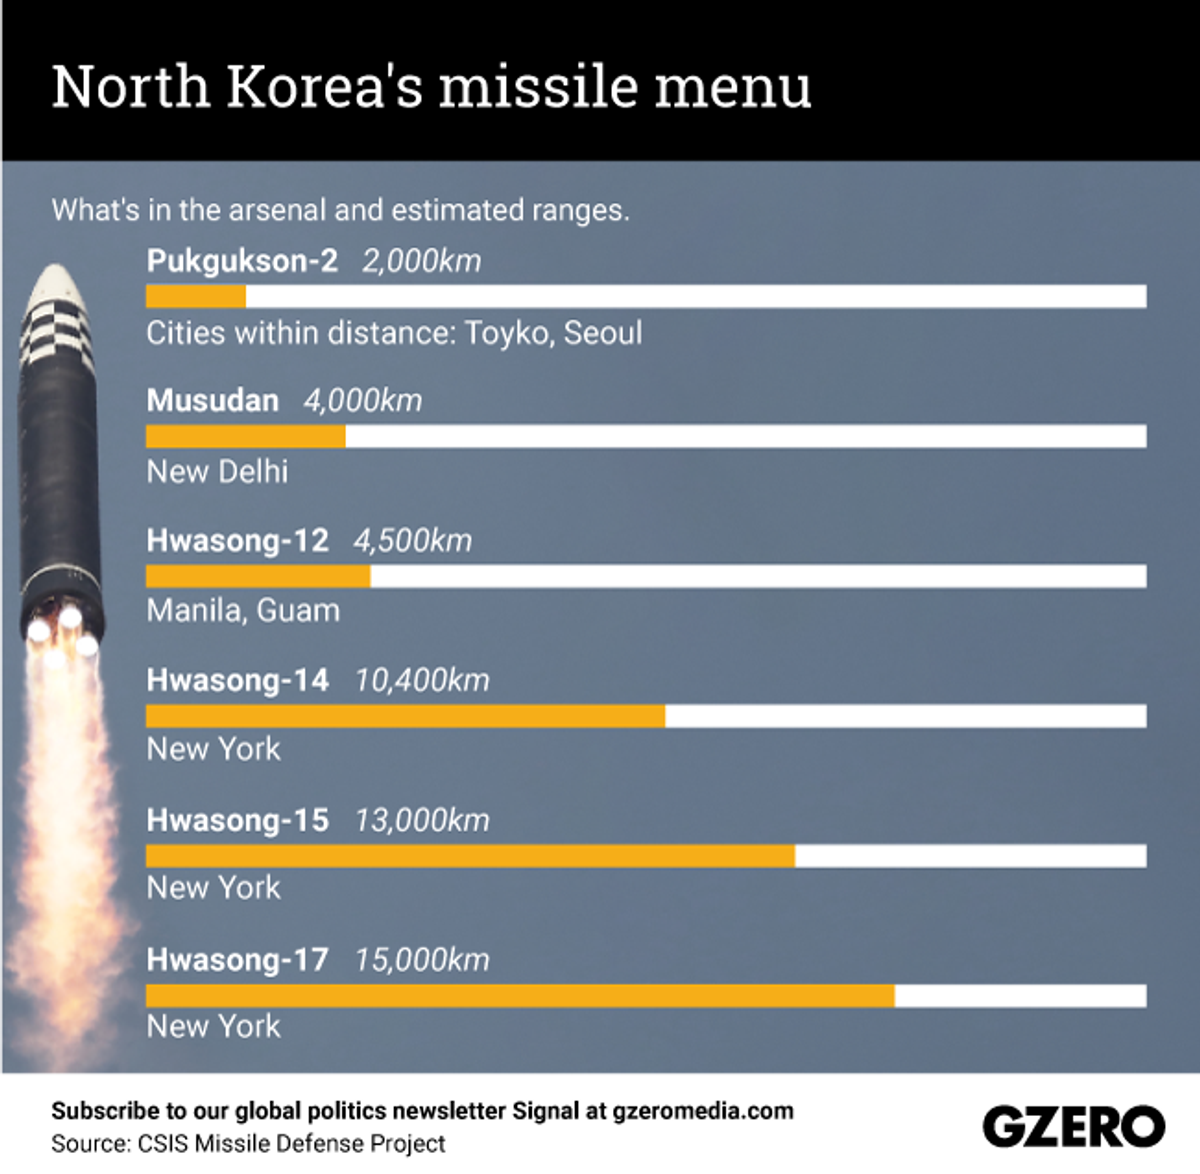 North Korea's missile menu
What's in the arsenal and estimated ranges.
Pukgukson-2 2,000km
Cities within distance: Toyko, Seoul
Musudan 4,000km
New Delhi
Hwasong-12 4,500km
Manila, Guam
Hwasong-14 10,400km
New York
Hwasong-15 13,000km
New York
Hwasong-17 15,000km
New York
Subscribe to our global politics newsletter Signal at gzeromedia.com
Source: CSIS Missile Defense Project
GZERO